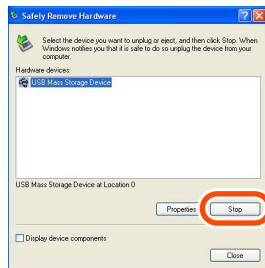 Safely Remove Hardware
Select the device you want to unplug or eject, and then click Stop. When
Windows notifies you that it is safe to do so unplug the device from your
computer.
Hardware devices:
USB Mass Storage Device
USB Mass Storage Device at Location 0
Properties Stop
Display device components
Close